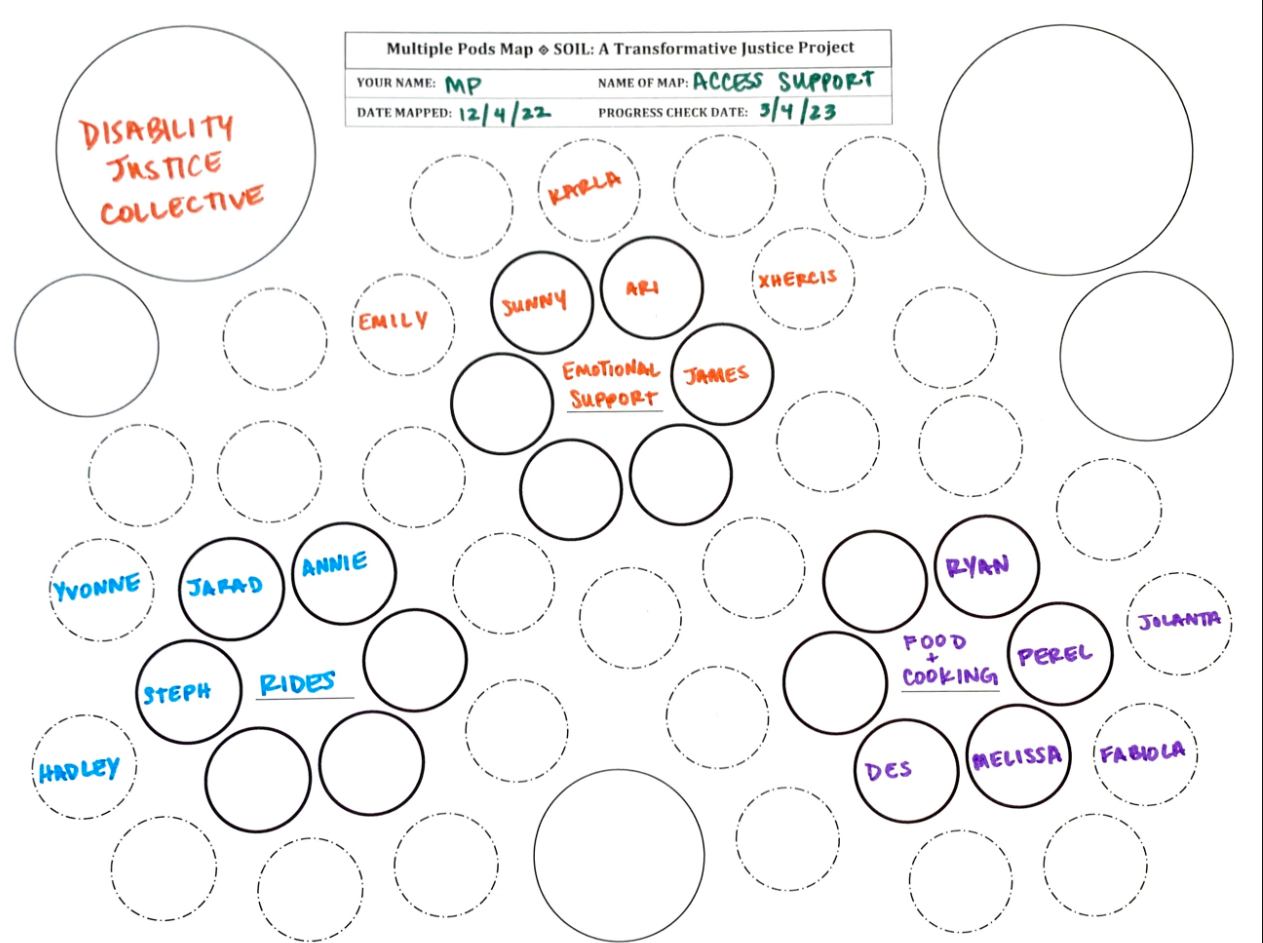 Multiple Pods Map ❖ SOIL: A Transformative Justice Project
YOUR NAME: MP
NAME OF MAP: ACCESS SUPPORT
DATE MAPPED: 12/4/22
PROGRESS CHECK DATE: 3/4/23
DISABILITY
JUSTICE
COLLECTIVE
KARLA
EMILY
SUNNY
ARI
XHERCIS
EMOTIONAL
SUPPORT
JAMES
YVONNE
JARAD
ANNIE
STEPH
RIDES
HADLEY
RYAN
FOOD
+
COOKING
PEREL
JOLANTA
DES
MELISSA
FABIOLA